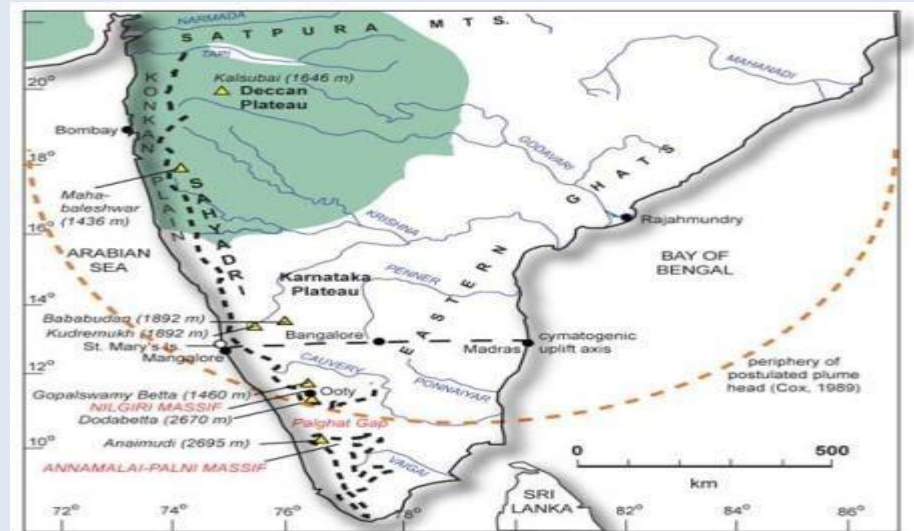 NARMADA
SATPURA MTS.
TAPI
MAHANADI
Kalsubai (1646 m)
Deccan
Plateau
20°
KONKAN PLAIN
Bombay
GODAVARI
18°
EASTERN GHATS
Maha-
baleshwar
(1436 m)
SAHYADRI
KRISHNA
Rajahmundry
16°
ARABIAN
SEA
BAY OF
BENGAL
Karnataka
Plateau
PENNER
14°
Bababudan (1892 m)
Kudremukh (1892 m)
Bangalore
St. Mary's Is.
Mangalore
Madras
cymatogenic
uplift axis
CAUVERY
PONNAIYAR
periphery of
postulated plume
head (Cox, 1989)
12°
Gopalswamy Betta (1460 m)
Ooty
NILGIRI MASSIF
Dodabetta (2670 m)
Palghat Gap
Anaimudi (2695 m)
10°
ANNAMALAI-PALNI MASSIF
VAIGAI
0
500
km
SRI
LANKA
72°
74°
76°
78°
82°
84°
86°